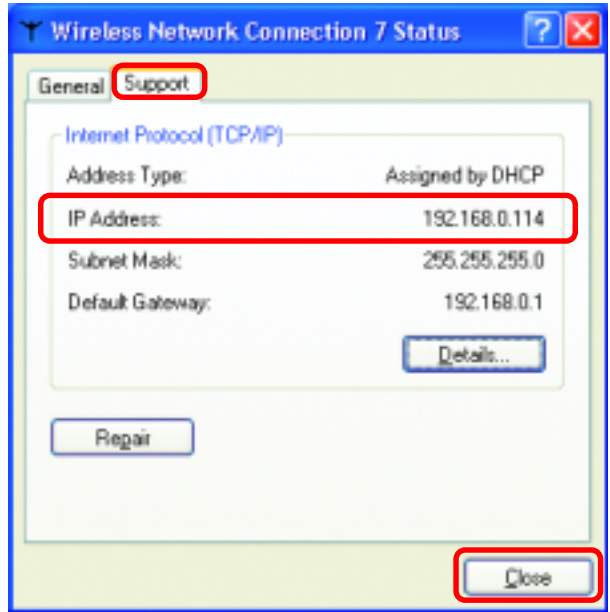 Wireless Network Connection 7 Status
General Support
Internet Protocol (TCP/IP)
Address Type: Assigned by DHCP
IP Address: 192.168.0.114
Subnet Mask: 255.255.255.0
Default Gateway: 192.168.0.1
Details...
Repair
Close